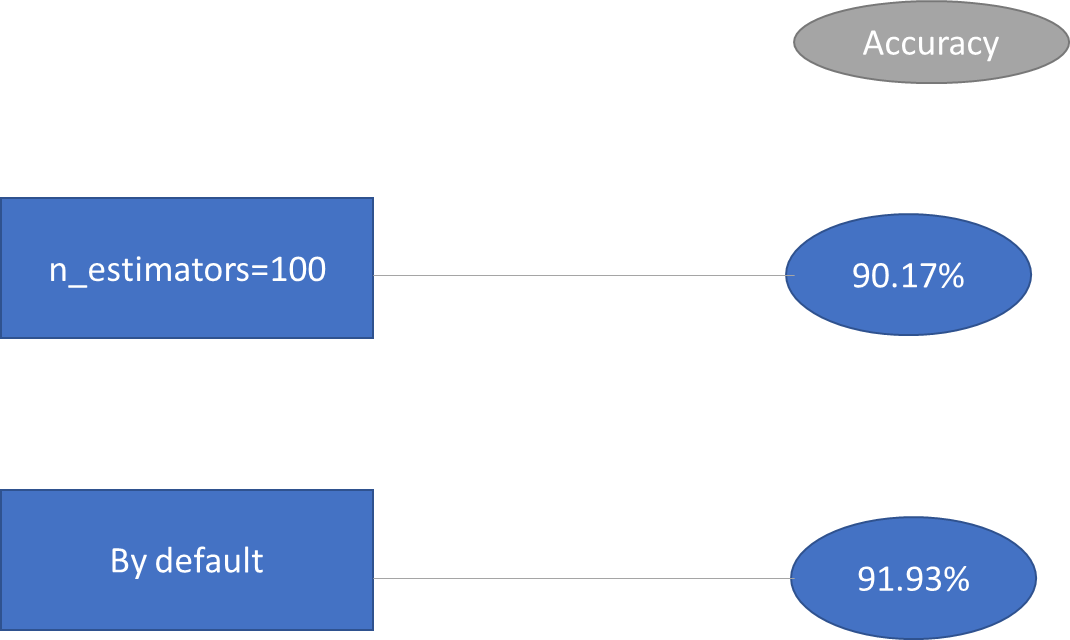 Accuracy
n_estimators=100
90.17%
By default
91.93%